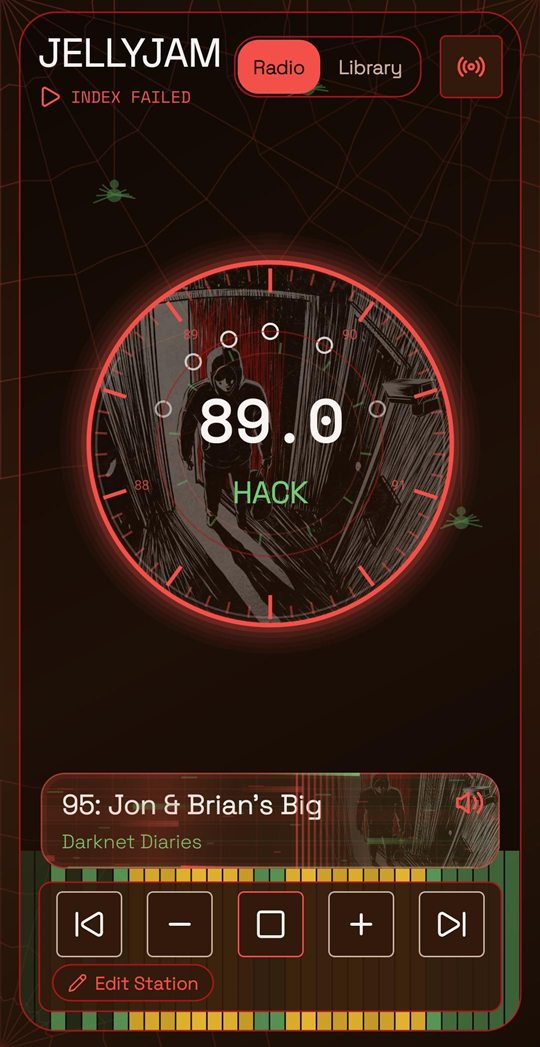 JELLYJAM
Radio
Library
INDEX FAILED
89
90
89.0
88
91
HACK
95: Jon & Brian's Big
Darknet Diaries
Edit Station